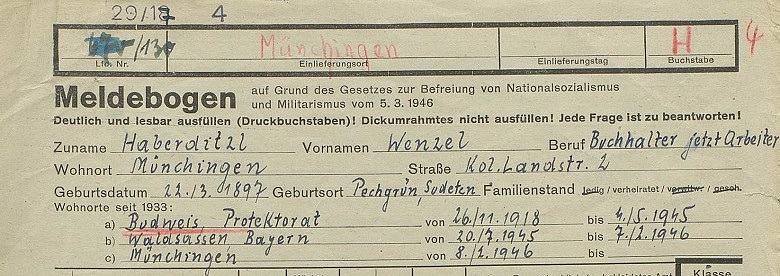 29/18 4
/130 Münchingen H 4
Lfd. Nr. Einlieferungsort Einlieferungstag Buchstabe
Meldebogen auf Grund des Gesetzes zur Befreiung von Nationalsozialismus
und Militarismus vom 5. 3. 1946
Deutlich und lesbar ausfüllen (Druckbuchstaben)! Dickumrahmtes nicht ausfüllen! Jede Frage ist zu beantworten!
Zuname Haberditzl Vornamen Wenzel Beruf Buchhalter jetzt Arbeiter
Wohnort Münchingen Straße Kol. Landstr. 2
Geburtsdatum 22./3. 1897 Geburtsort Pechgrün, Sudeten Familienstand ledig / verheiratet / verwitw. / gesch.
Wohnorte seit 1933:
a) Budweis, Protektorat von 26/11.1918 bis 4./5.1945
b) Waldsassen Bayern von 20/7.1945 bis 7./2.1946
c) Münchingen von 8./2.1946 bis
Klasse